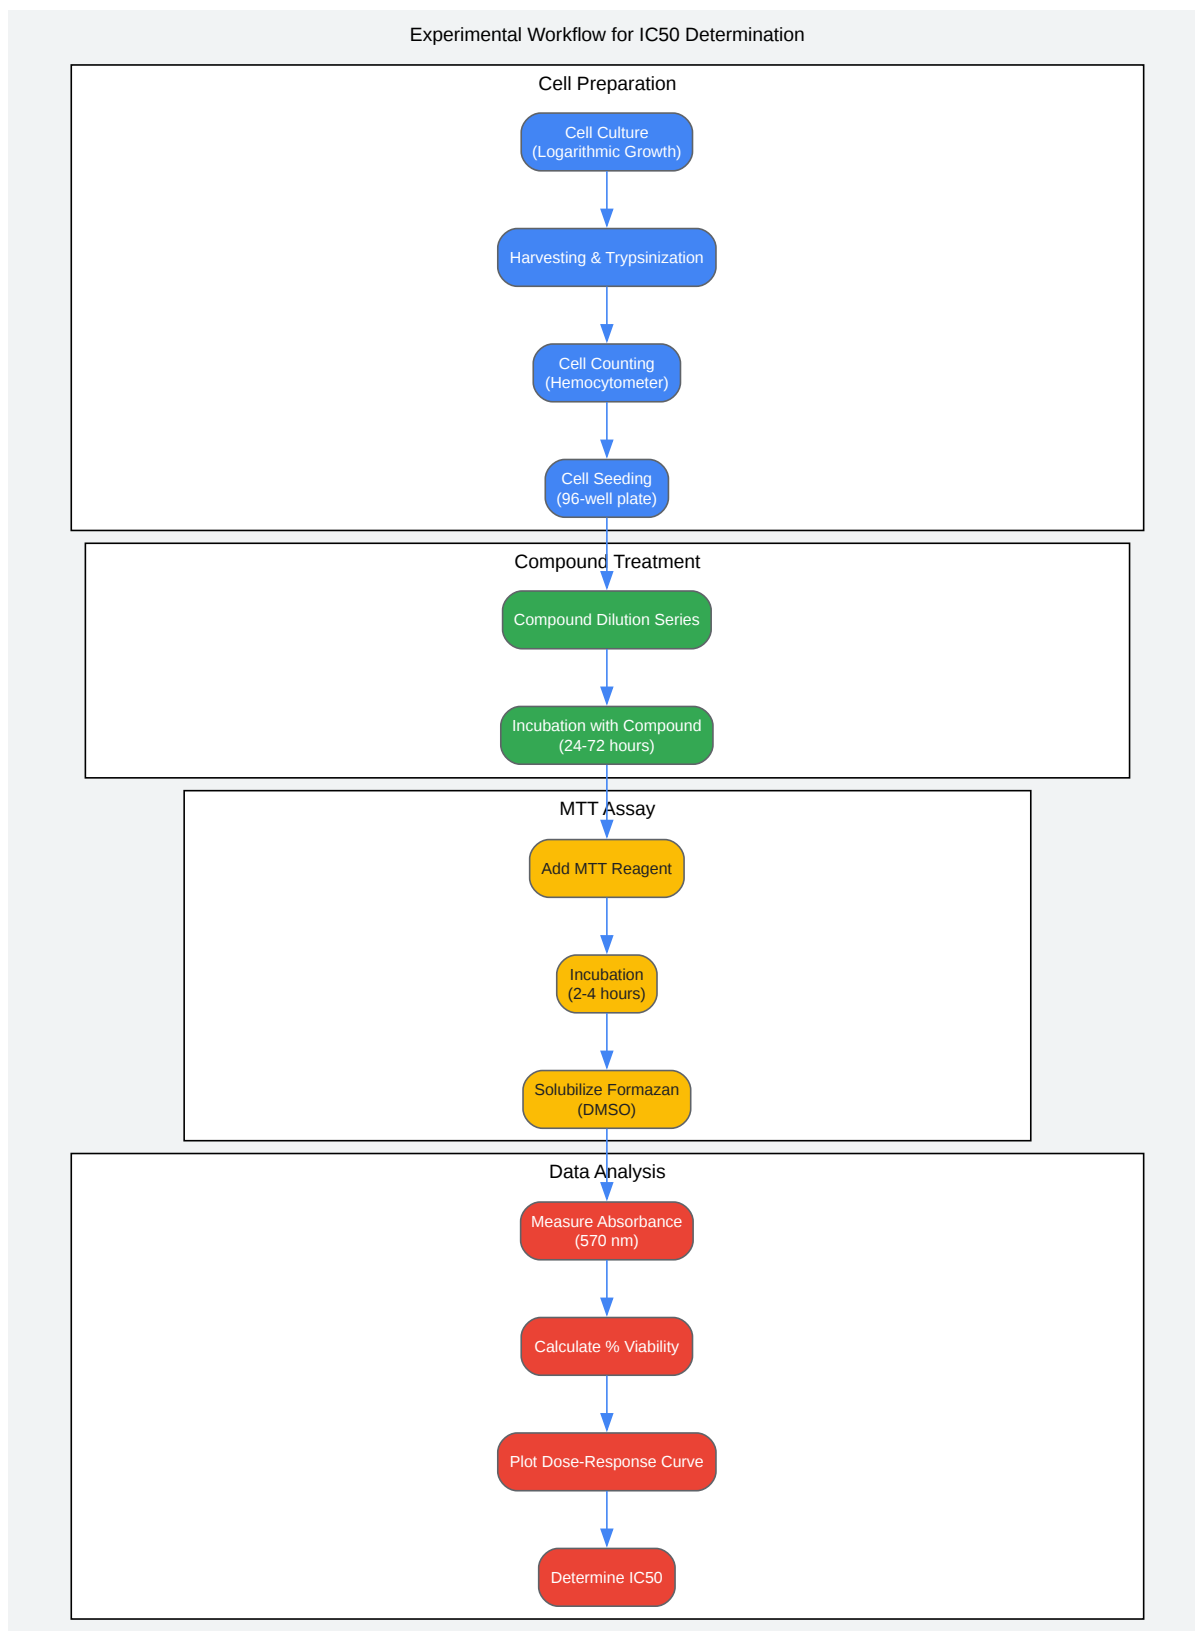 Experimental Workflow for IC50 Determination
Cell Preparation
Cell Culture
(Logarithmic Growth)
Harvesting & Trypsinization
Cell Counting
(Hemocytometer)
Cell Seeding
(96-well plate)
Compound Treatment
Compound Dilution Series
Incubation with Compound
(24-72 hours)
MTT Assay
Add MTT Reagent
Incubation
(2-4 hours)
Solubilize Formazan
(DMSO)
Data Analysis
Measure Absorbance
(570 nm)
Calculate % Viability
Plot Dose-Response Curve
Determine IC50